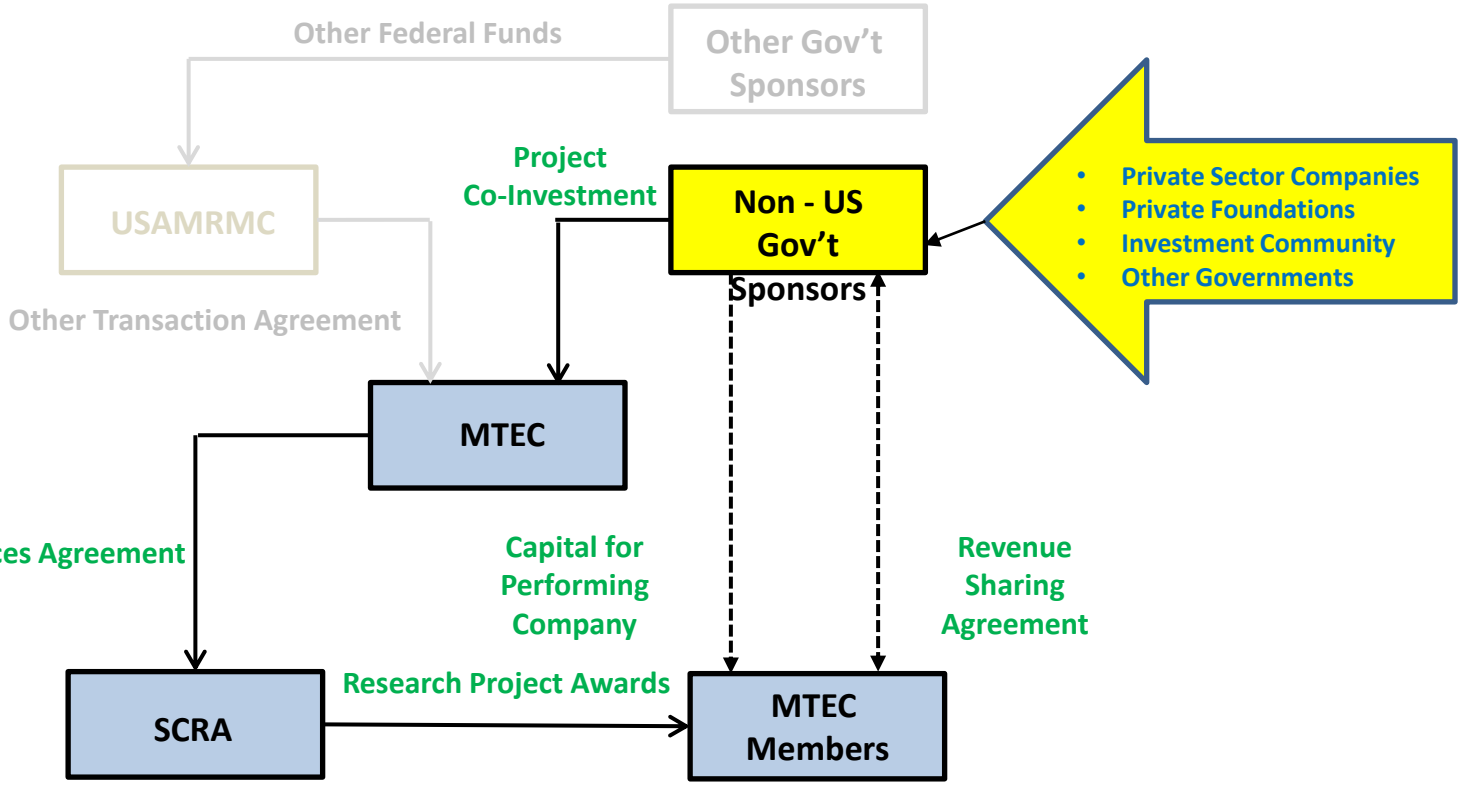 Other Federal Funds
Other Gov’t
Sponsors
Project
Co-Investment
USAMRMC
Non - US
Gov’t
Sponsors
• Private Sector Companies
• Private Foundations
• Investment Community
• Other Governments
Other Transaction Agreement
MTEC
Agreement
Capital for
Performing
Company
Revenue
Sharing
Agreement
Research Project Awards
SCRA
MTEC
Members